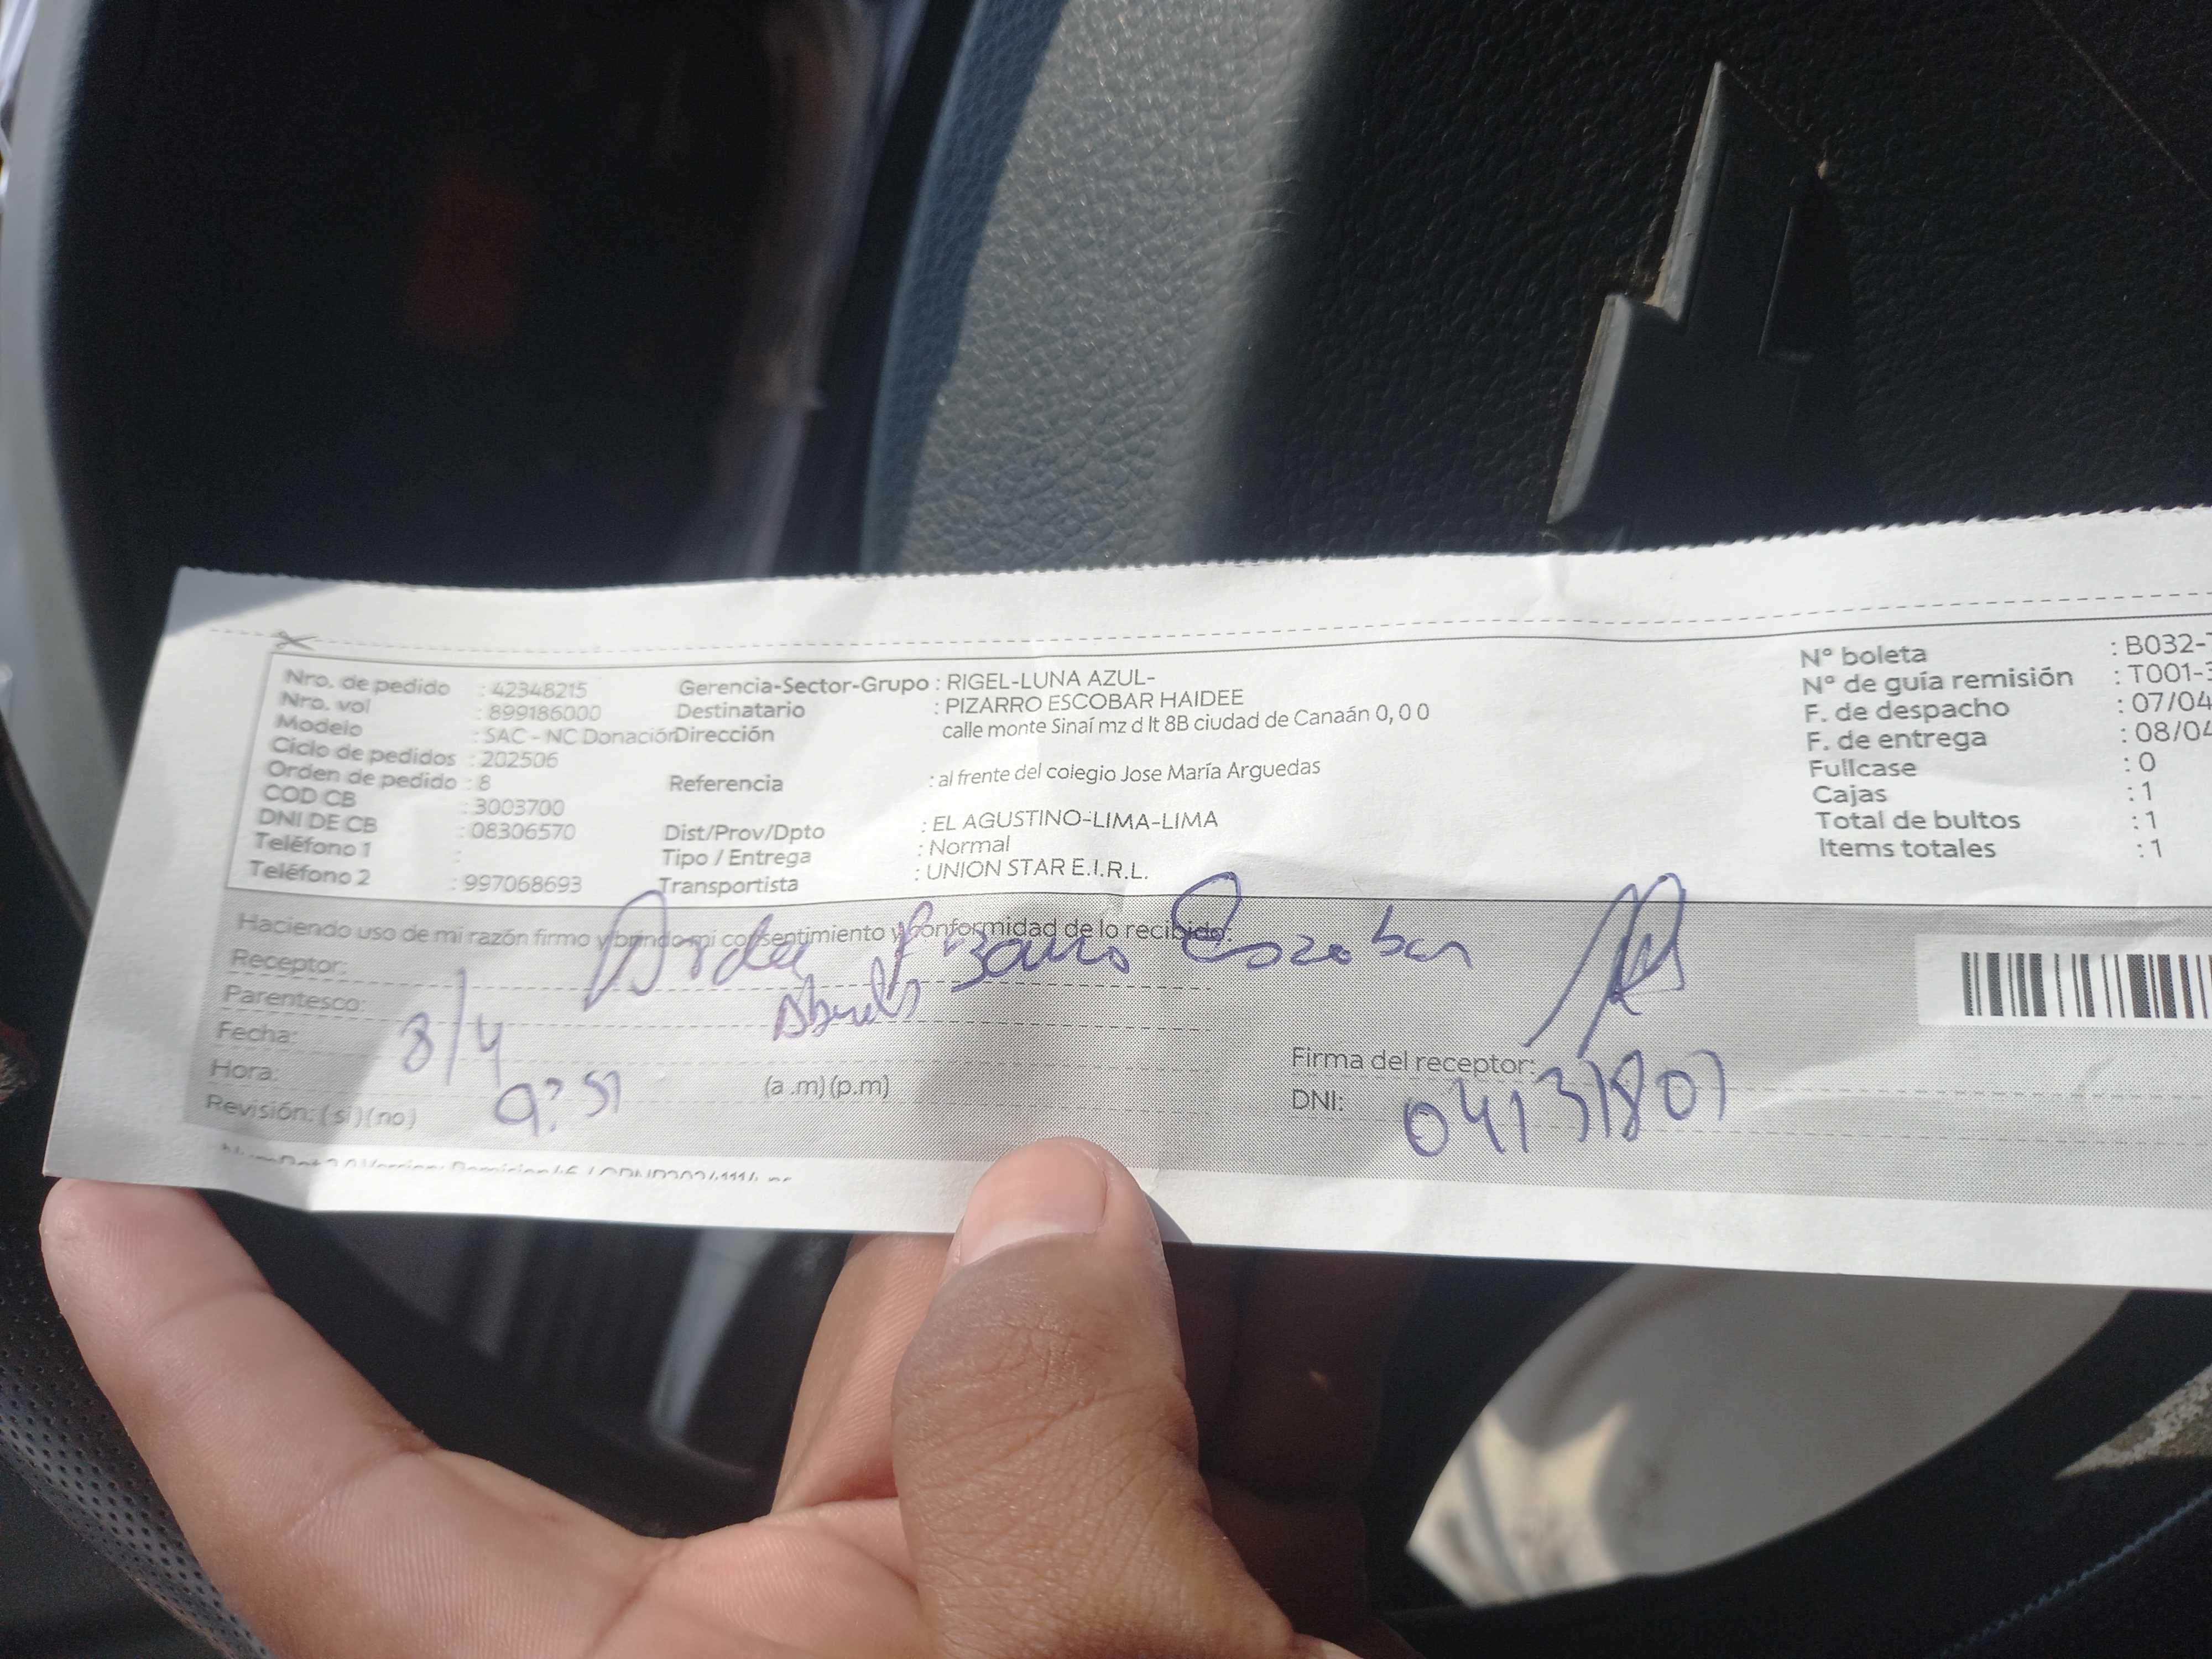 Nro. de pedido : 42348215
Nro. vol : 899186000
Modelo : SAC - NC Donación
Ciclo de pedidos : 202506
Orden de pedido : 8
COD CB : 3003700
DNI DE CB : 08306570
Teléfono 1 :
Teléfono 2 : 997068693
Gerencia-Sector-Grupo : RIGEL-LUNA AZUL-
Destinatario : PIZARRO ESCOBAR HAIDEE
Dirección calle monte Sinaí mz d lt 8B ciudad de Canaán 0, 0 0
Referencia : al frente del colegio Jose María Arguedas
Dist/Prov/Dpto : EL AGUSTINO-LIMA-LIMA
Tipo / Entrega : Normal
Transportista : UNION STAR E.I.R.L.
N° boleta : B032-
N° de guía remisión : T001-3
F. de despacho : 07/04
F. de entrega : 08/04
Fullcase : 0
Cajas : 1
Total de bultos : 1
Items totales : 1
Haciendo uso de mi razón firmo y brindo mi consentimiento y conformidad de lo recibido.
Receptor: Pizarro Escobar
Parentesco:
Fecha: 8/4
Hora: 9:51 (a .m) (p.m)
Revisión: ( si ) ( no )
Firma del receptor:
DNI: 04131801